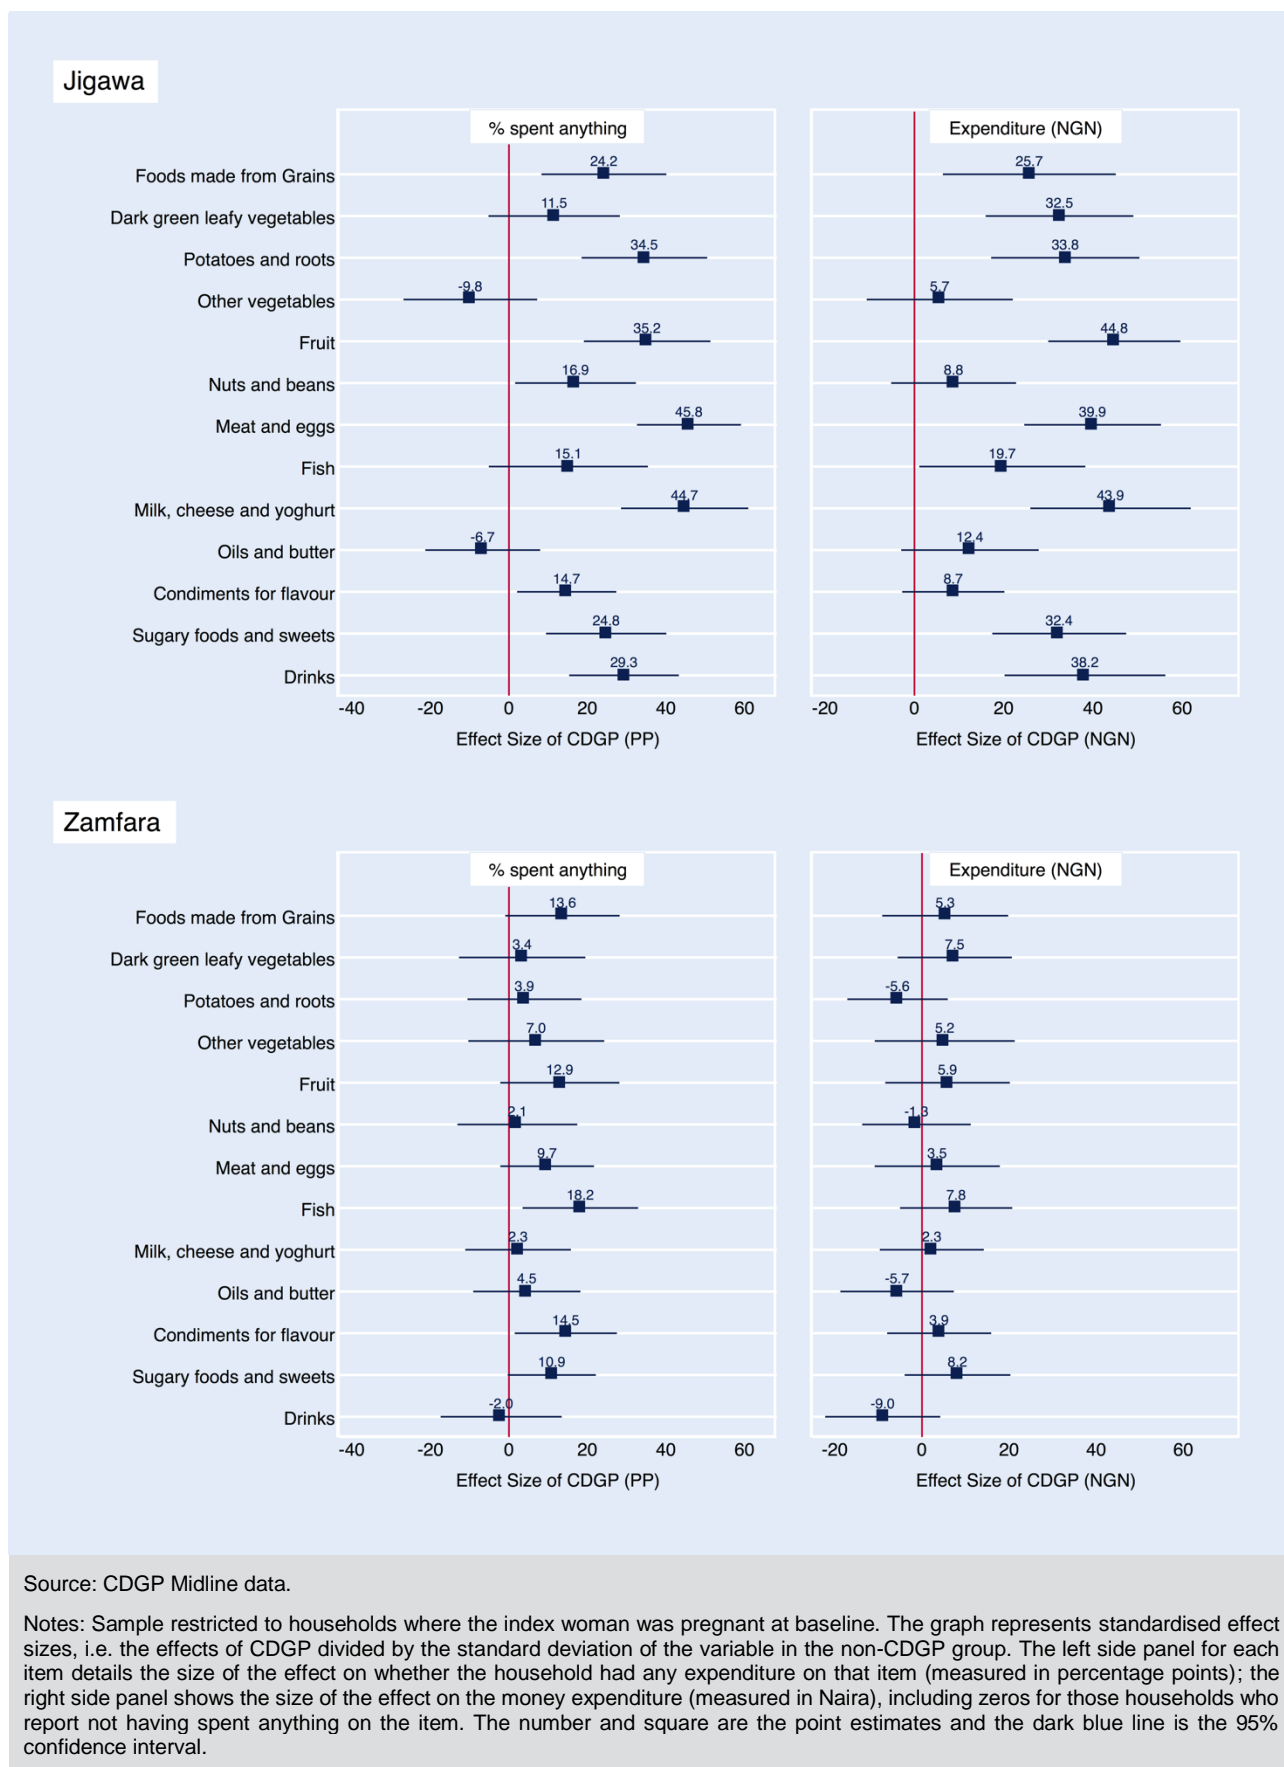 Jigawa
% spent anything
Expenditure (NGN)
Foods made from Grains 24.2 25.7
Dark green leafy vegetables 11.5 32.5
Potatoes and roots 34.5 33.8
Other vegetables -9.8 5.7
Fruit 35.2 44.8
Nuts and beans 16.9 8.8
Meat and eggs 45.8 39.9
Fish 15.1 19.7
Milk, cheese and yoghurt 44.7 43.9
Oils and butter -6.7 12.4
Condiments for flavour 14.7 8.7
Sugary foods and sweets 24.8 32.4
Drinks 29.3 38.2
-40 -20 0 20 40 60 -20 0 20 40 60
Effect Size of CDGP (PP) Effect Size of CDGP (NGN)
Zamfara
% spent anything
Expenditure (NGN)
Foods made from Grains 13.6 5.3
Dark green leafy vegetables 3.4 7.5
Potatoes and roots 3.9 -5.6
Other vegetables 7.0 5.2
Fruit 12.9 5.9
Nuts and beans 2.1 -1.3
Meat and eggs 9.7 3.5
Fish 18.2 7.8
Milk, cheese and yoghurt 2.3 2.3
Oils and butter 4.5 -5.7
Condiments for flavour 14.5 3.9
Sugary foods and sweets 10.9 8.2
Drinks -2.0 -9.0
-40 -20 0 20 40 60 -20 0 20 40 60
Effect Size of CDGP (PP) Effect Size of CDGP (NGN)
Source: CDGP Midline data.
Notes: Sample restricted to households where the index woman was pregnant at baseline. The graph represents standardised effect
sizes, i.e. the effects of CDGP divided by the standard deviation of the variable in the non-CDGP group. The left side panel for each
item details the size of the effect on whether the household had any expenditure on that item (measured in percentage points); the
right side panel shows the size of the effect on the money expenditure (measured in Naira), including zeros for those households who
report not having spent anything on the item. The number and square are the point estimates and the dark blue line is the 95%
confidence interval.